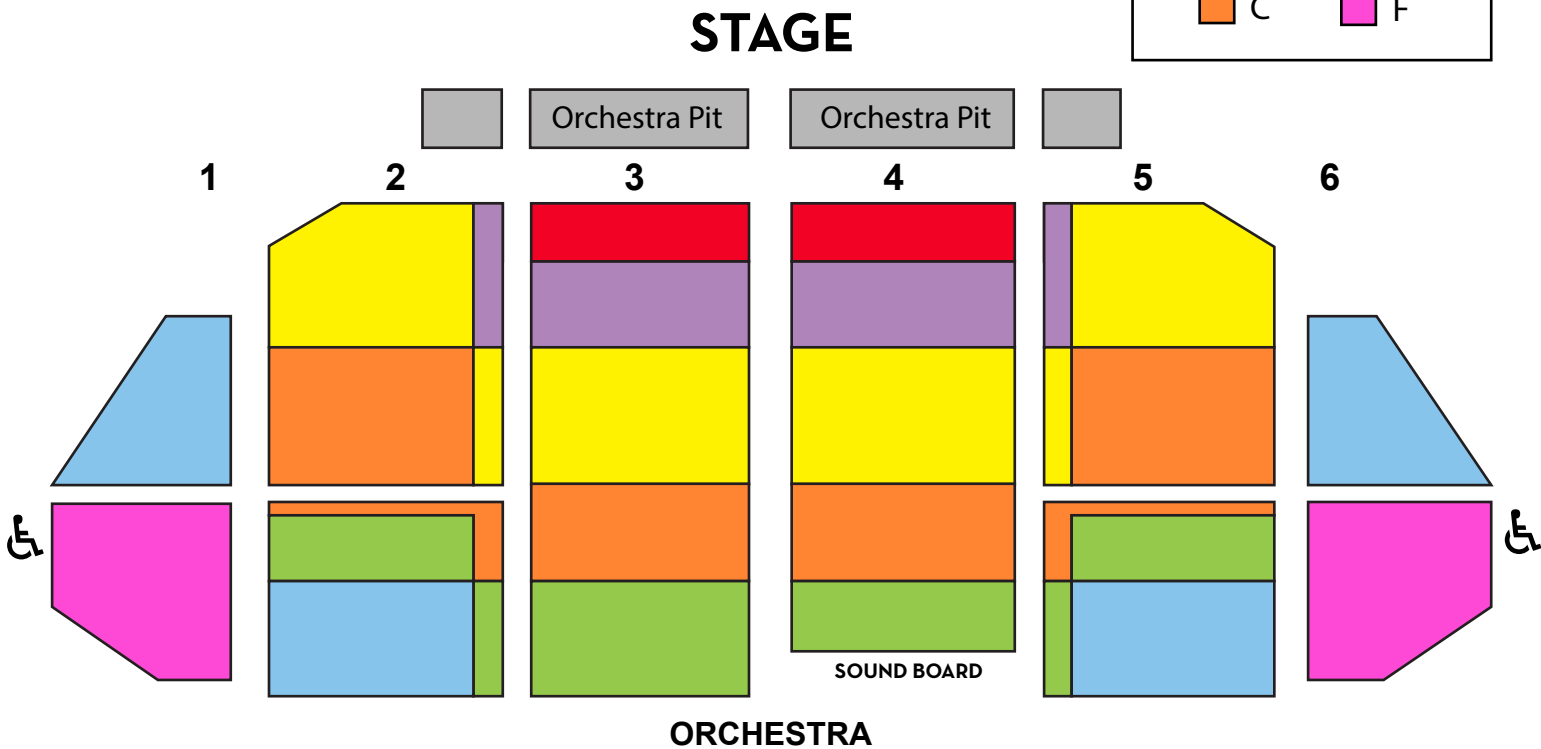 C F
STAGE
Orchestra Pit Orchestra Pit
1 2 3 4 5 6
SOUND BOARD
ORCHESTRA